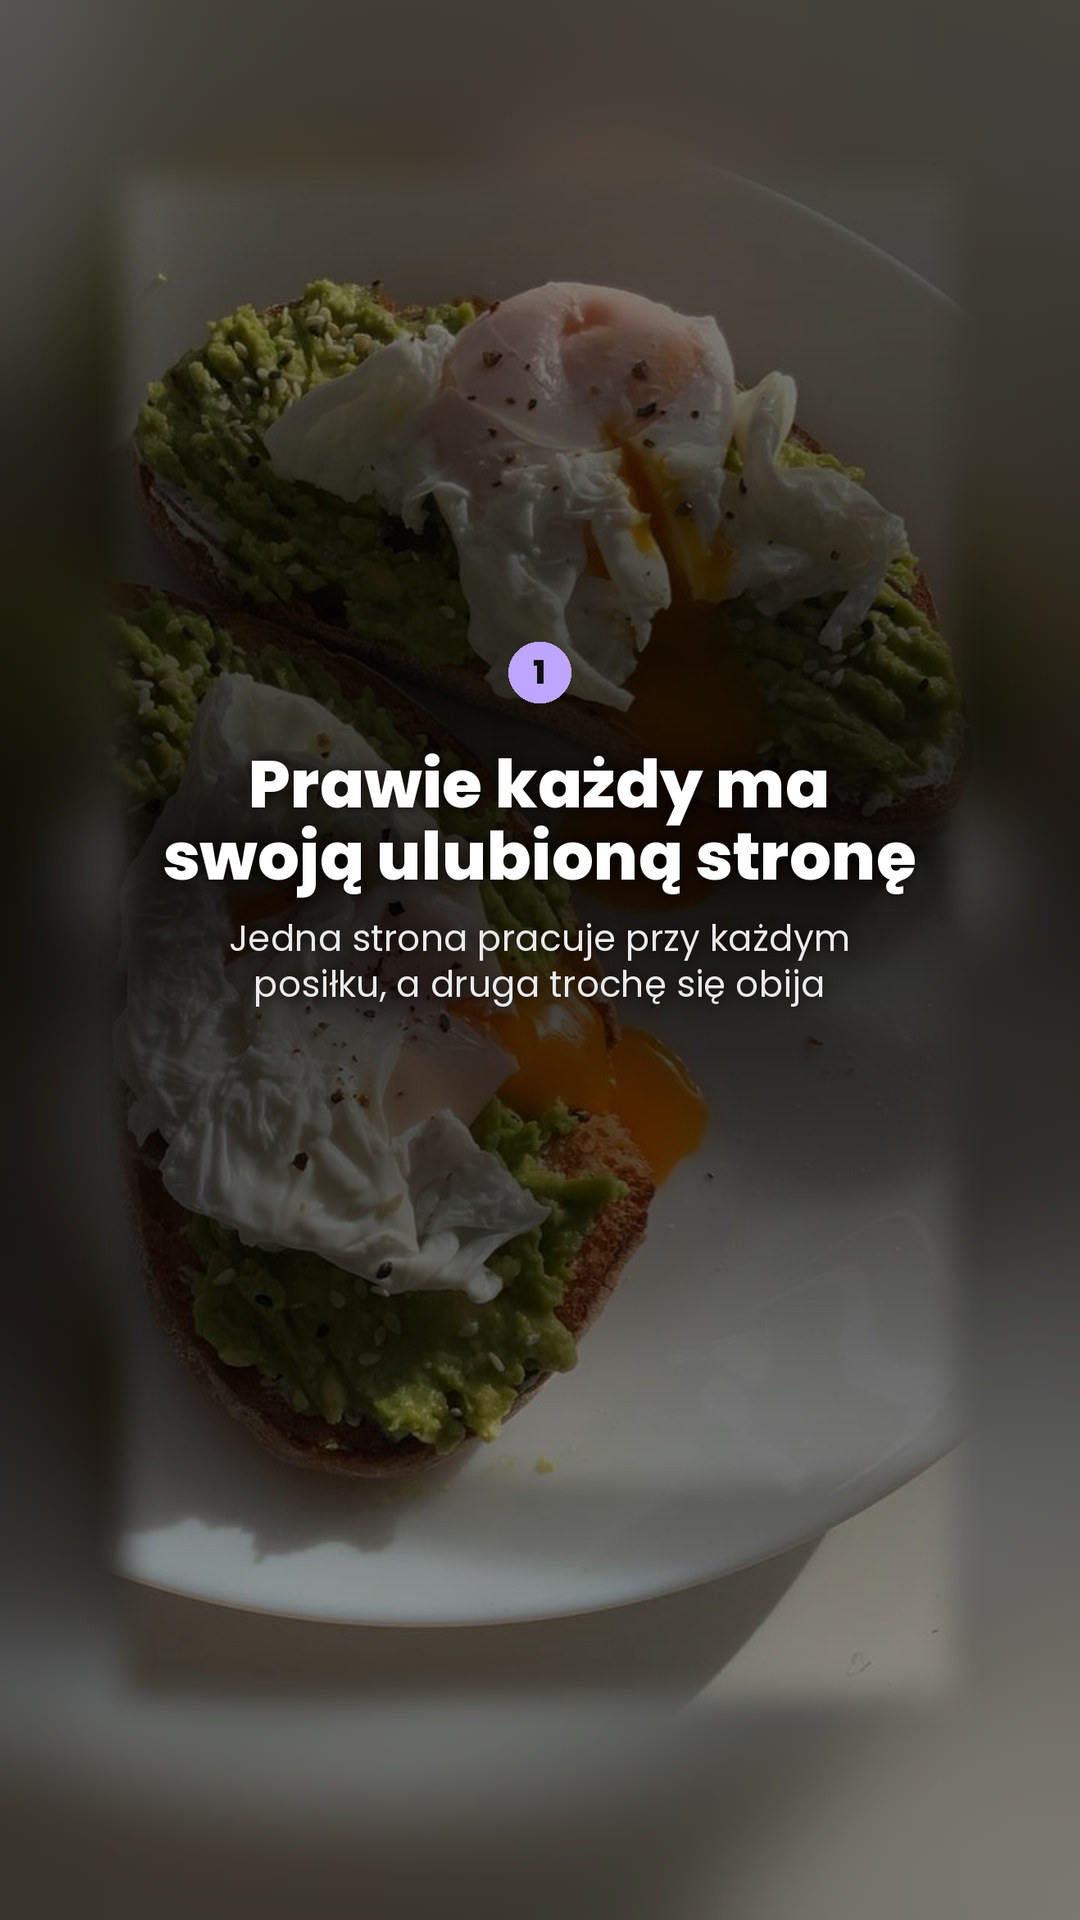 1
Prawie każdy ma
swoją ulubioną stronę
Jedna strona pracuje przy każdym
posiłku, a druga trochę się obija